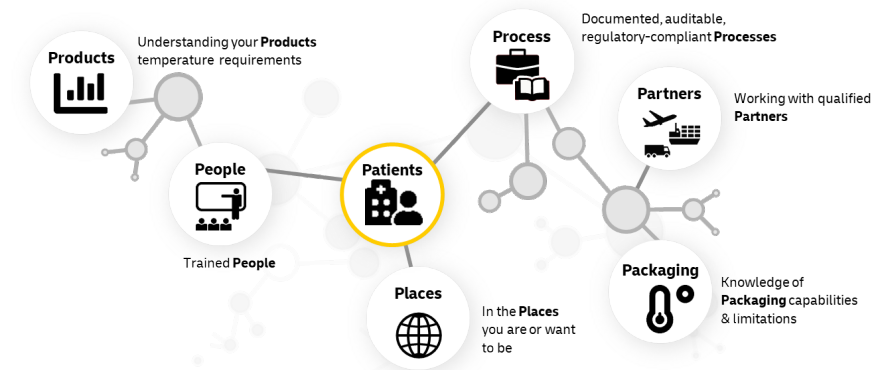 Products
Understanding your Products
temperature requirements
People
Trained People
Patients
Places
In the Places
you are or want
to be
Process
Documented, auditable,
regulatory-compliant Processes
Partners
Working with qualified
Partners
Packaging
Knowledge of
Packaging capabilities
& limitations